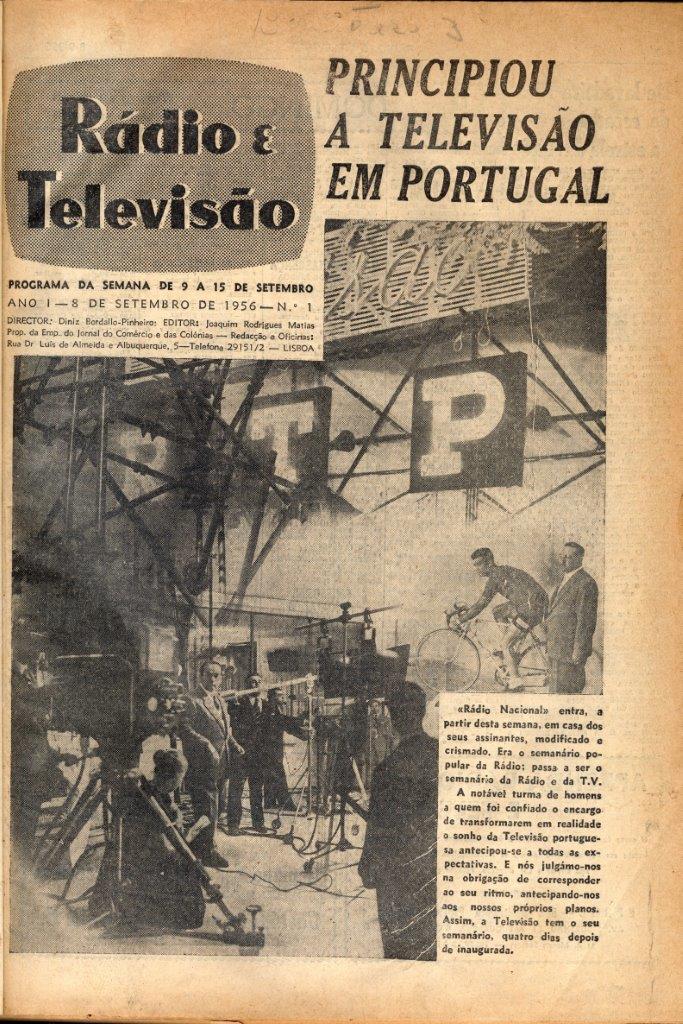 Rádio e
Televisão
PRINCIPIOU
A TELEVISÃO
EM PORTUGAL
PROGRAMA DA SEMANA DE 9 A 15 DE SETEMBRO
ANO I — 8 DE SETEMBRO DE 1956 — N.º 1
DIRECTOR: Diniz Bordallo-Pinheiro; EDITOR: Joaquim Rodrigues Matias
Prop. da Emp. do Jornal do Comércio e das Colónias — Redacção e Oficinas:
Rua Dr. Luís de Almeida e Albuquerque, 5—Telefone 29151/2 — LISBOA
T P
«Rádio Nacional» entra, a
partir desta semana, em casa dos
seus assinantes, modificado e
crismado. Era o semanário po-
pular da Rádio; passa a ser o
semanário da Rádio e da T.V.
A notável turma de homens
a quem foi confiado o encargo
de transformarem em realidade
o sonho da Televisão portugue-
sa antecipou-se a todas as ex-
pectativas. E nós julgámo-nos
na obrigação de corresponder
ao seu ritmo, antecipando-nos
aos nossos próprios planos.
Assim, a Televisão tem o seu
semanário, quatro dias depois
de inaugurada.